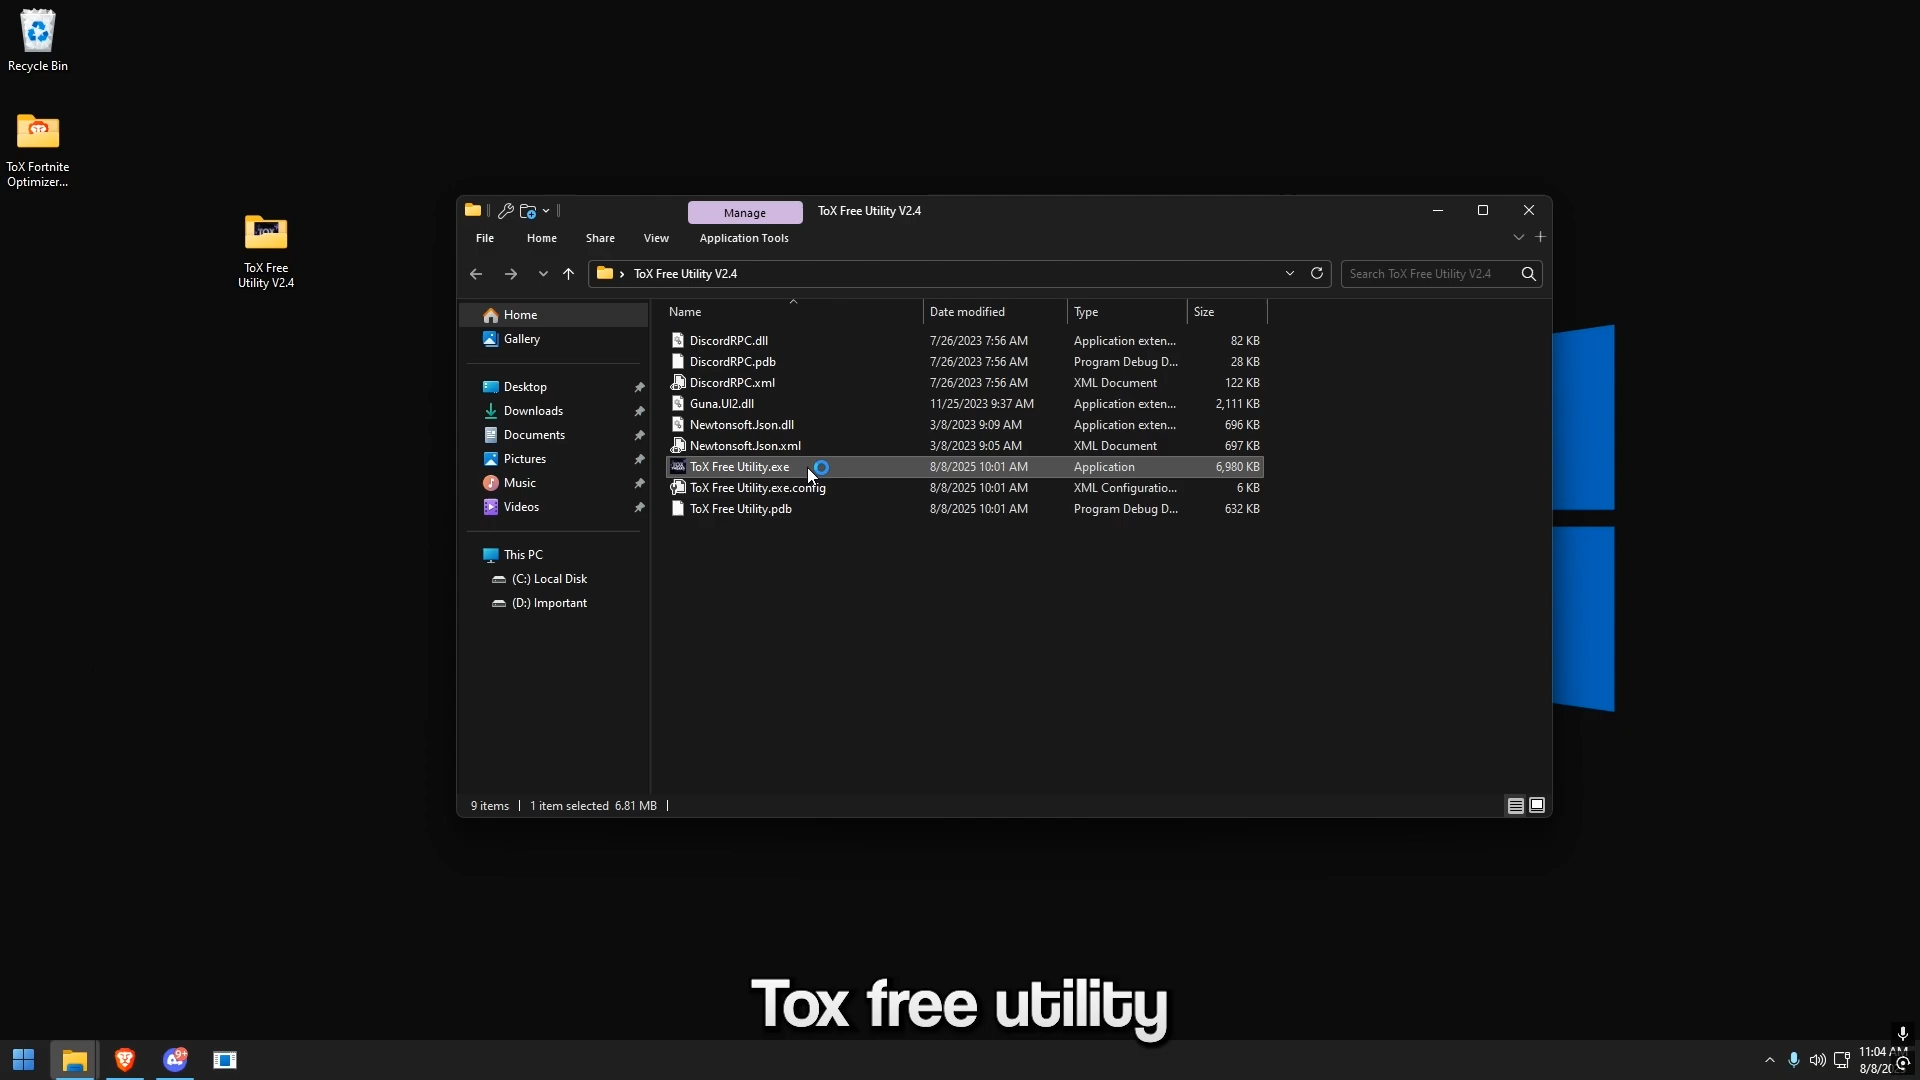 Recycle Bin
ToX Fortnite
Optimizer...
ToX Free
Utility V2.4
Manage
ToX Free Utility V2.4
File Home Share View Application Tools
ToX Free Utility V2.4
Search ToX Free Utility V2.4
Home
Gallery
Desktop
Downloads
Documents
Pictures
Music
Videos
This PC
(C:) Local Disk
(D:) Important
Name Date modified Type Size
DiscordRPC.dll 7/26/2023 7:56 AM Application exten... 82 KB
DiscordRPC.pdb 7/26/2023 7:56 AM Program Debug D... 28 KB
DiscordRPC.xml 7/26/2023 7:56 AM XML Document 122 KB
Guna.UI2.dll 11/25/2023 9:37 AM Application exten... 2,111 KB
Newtonsoft.Json.dll 3/8/2023 9:09 AM Application exten... 696 KB
Newtonsoft.Json.xml 3/8/2023 9:05 AM XML Document 697 KB
ToX Free Utility.exe 8/8/2025 10:01 AM Application 6,980 KB
ToX Free Utility.exe.config 8/8/2025 10:01 AM XML Configuratio... 6 KB
ToX Free Utility.pdb 8/8/2025 10:01 AM Program Debug D... 632 KB
9 items 1 item selected 6.81 MB
Tox free utility
9+
11:04